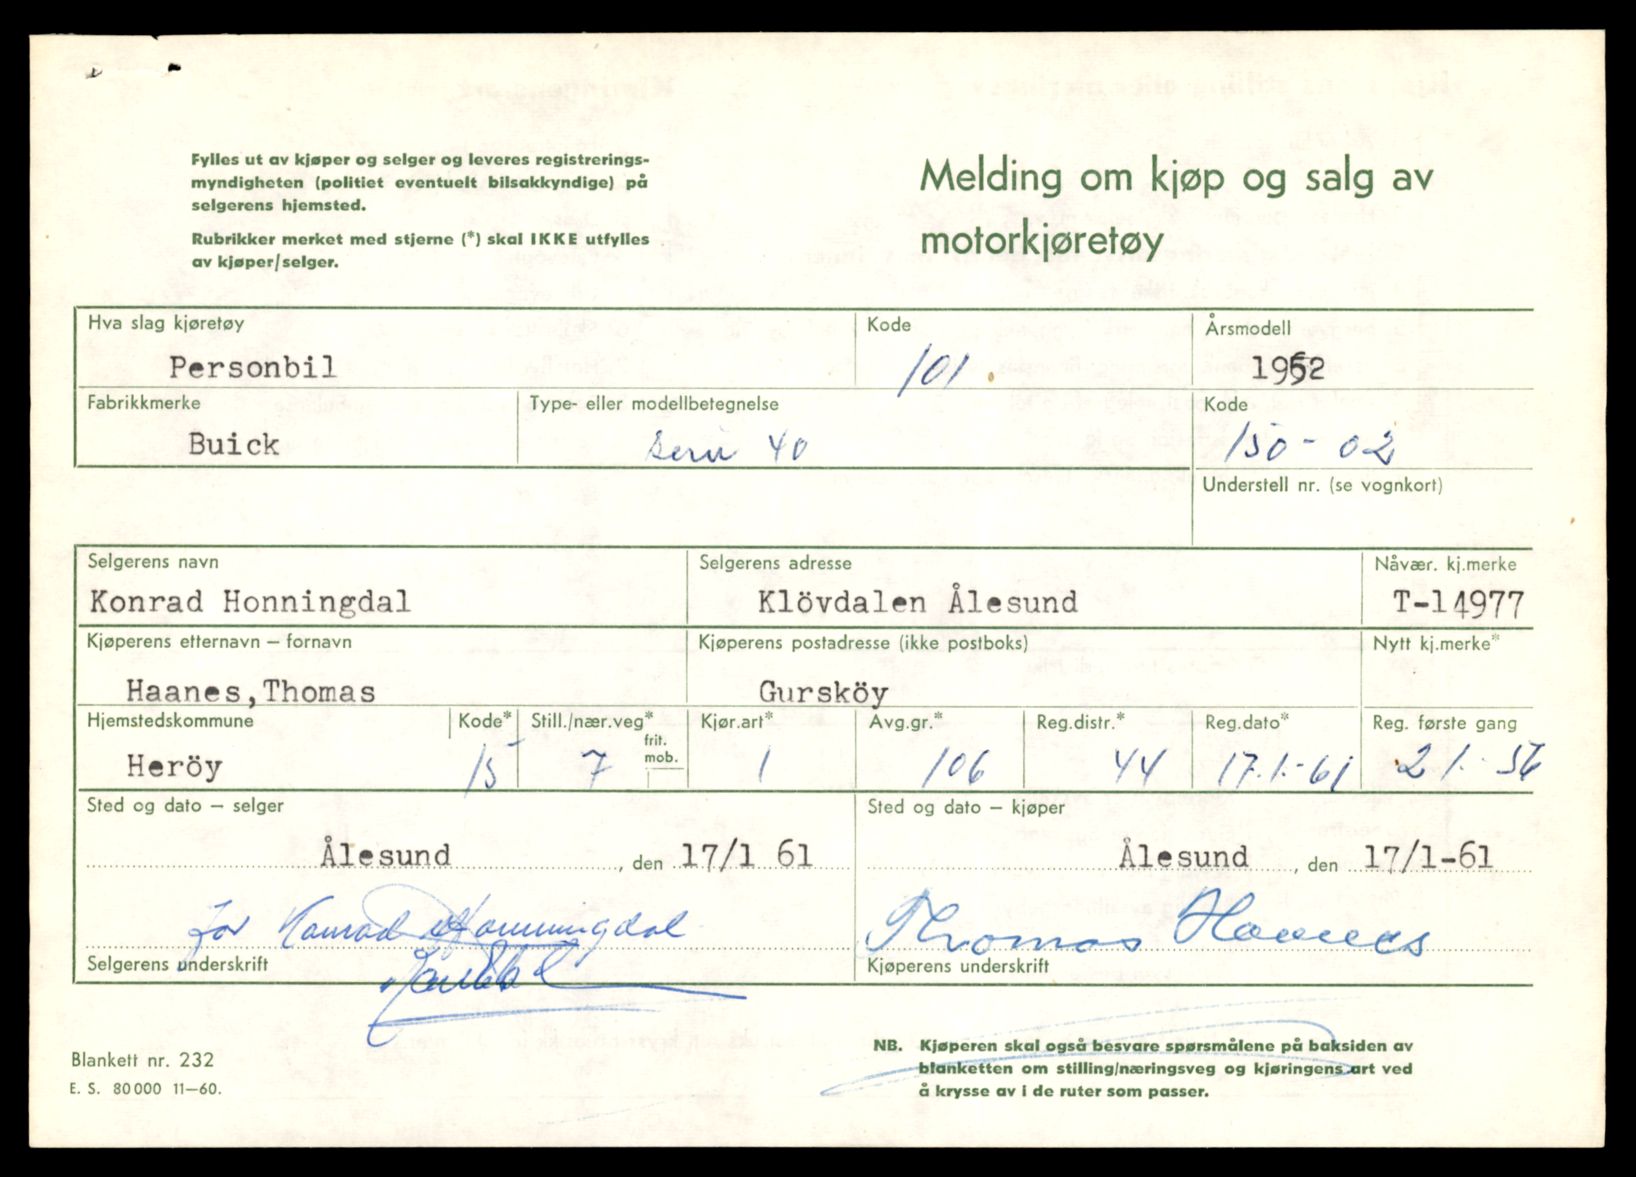 Fylles ut av kjøper og selger og leveres registrerings-
myndigheten (politiet eventuelt bilsakkyndige) på
selgerens hjemsted.
Rubrikker merket med stjerne (*) skal IKKE utfylles
av kjøper/selger.
Melding om kjøp og salg av
motorkjøretøy
Hva slag kjøretøy
Personbil
Kode
101
Årsmodell
1952
Fabrikkmerke
Buick
Type- eller modellbetegnelse
Serie 40
Kode
150-02
Understell nr. (se vognkort)
Selgerens navn
Konrad Honningdal
Selgerens adresse
Klövdalen Ålesund
Nåvær. kj.merke
T-14977
Kjøperens etternavn – fornavn
Haanes,Thomas
Kjøperens postadresse (ikke postboks)
Gursköy
Nytt kj.merke*
Hjemstedskommune
Heröy
Kode*
15
Still./nær.veg*
7
frit.
mob.
Kjør.art*
1
Avg.gr.*
106
Reg.distr.*
44
Reg.dato*
17.1.-61
Reg. første gang
2/1.-56
Sted og dato – selger
Ålesund, den 17/1 61
for Konrad Honningdal
Selgerens underskrift
Sted og dato – kjøper
Ålesund, den 17/1-61
Thomas Haanes
Kjøperens underskrift
Blankett nr. 232
E. S. 80000 11–60.
NB. Kjøperen skal også besvare spørsmålene på baksiden av
blanketten om stilling/næringsveg og kjøringens art ved
å krysse av i de ruter som passer.